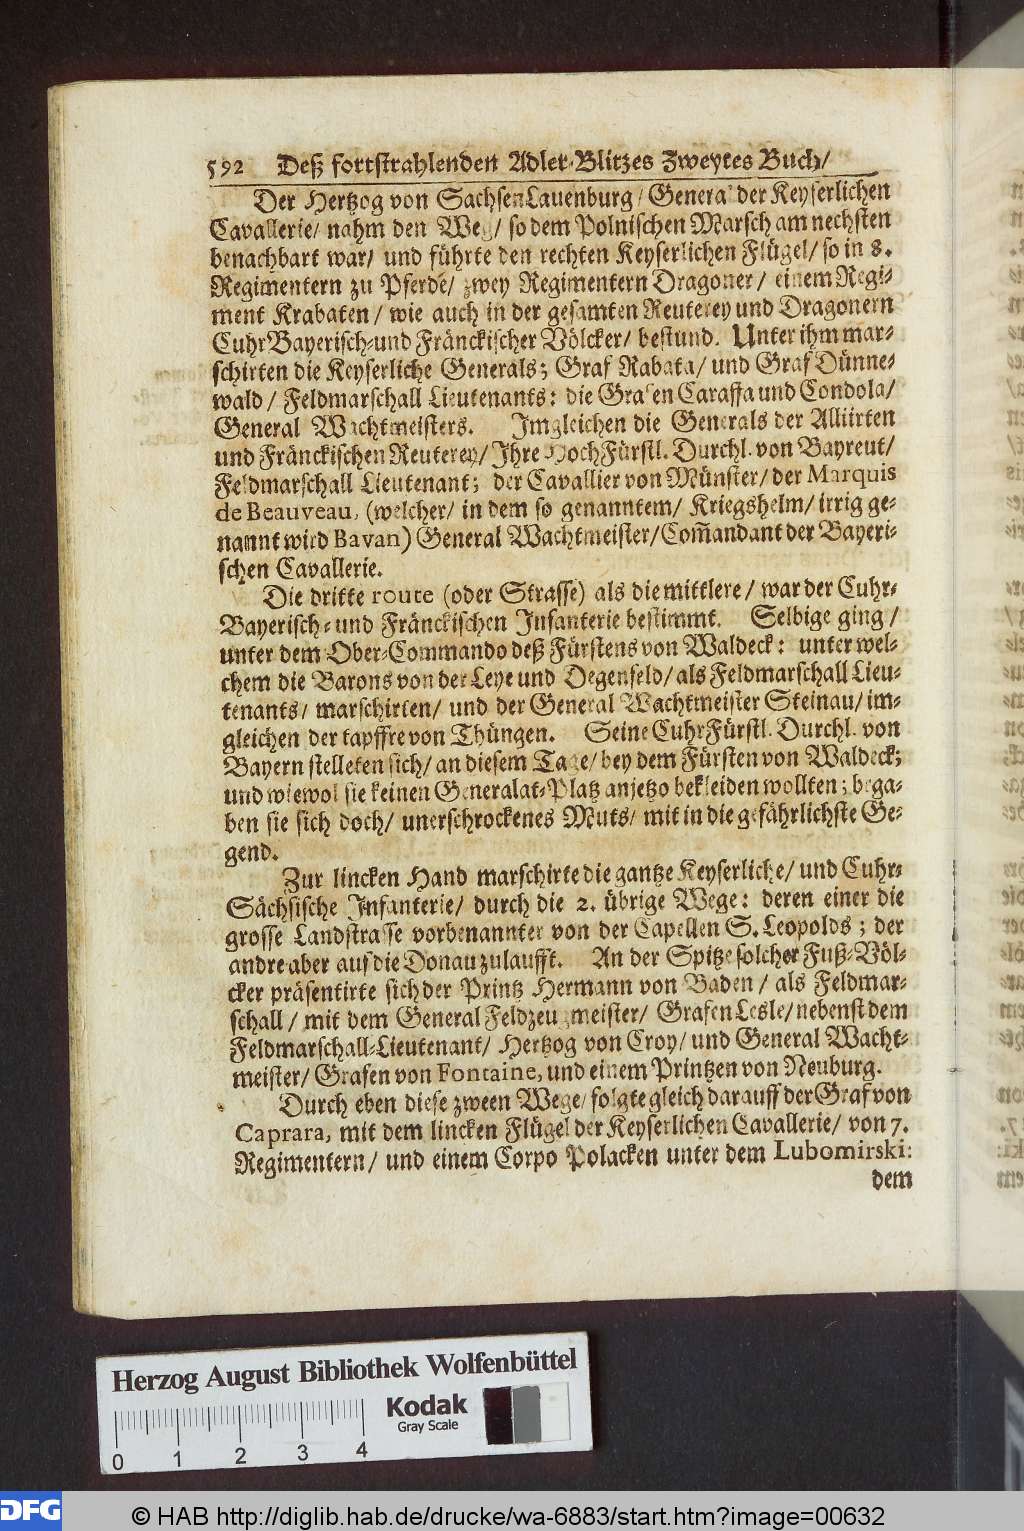 592 Deß fortstrahlenden Adler-Blitzes Zweytes Buch/
Der Hertzog von SachsenLauenburg/ General der Keyserlichen
Cavallerie/ nahm den Weg/ so dem Polnischen Marsch am nechsten
benachbart war/ und führte den rechten Keyserlichen Flügel/ so in 8.
Regimentern zu Pferde/ zwey Regimentern Dragoner/ einem Regi-
ment Krabaten/ wie auch in der gesamten Reuterey und Dragonern
CuhrBayerisch-und Fränckischer Völcker/ bestund. Unter ihm mar-
schirten die Keyserliche Generals; Graf Rabata/ und Graf Dünne-
wald/ Feldmarschall Lieutenants: die Grafen Caraffa und Condola/
General Wachtmeisters. Imgleichen die Generals der Alliirten
und Fränckischen Reuterey/ Ihre HochFürstl. Durchl. von Bayreut/
Feldmarschall Lieutenant; der Cavallier von Münster/ der Marquis
de Beauveau, (welcher/ in dem so genanntem/ Kriegshelm/ irrig ge-
nannt wird Bavan) General Wachtmeister/ Com̃andant der Bayeri-
schen Cavallerie.
Die dritte route (oder Strasse) als die mittlere/ war der Cuhr-
Bayerisch-und Fränckischen Infanterie bestimmt. Selbige ging/
unter dem Ober-Commando deß Fürstens von Waldeck: unter wel-
chem die Barons von der Leye und Degenfeld/ als Feldmarschall Lieu-
tenants/ marschirten/ und der General Wachtmeister Steinau/ im-
gleichen der tapffre von Thüngen. Seine CuhrFürstl. Durchl. von
Bayern stelleten sich/ an diesem Tage/ bey dem Fürsten von Waldeck;
und wiewol sie keinen Generalat-Platz anjetzo bekleiden wollten; bega-
ben sie sich doch/ unerschrockenes Muts/ mit in die gefährlichste Ge-
gend.
Zur lincken Hand marschirte die gantze Keyserliche/ und Cuhr-
Sächsische Infanterie/ durch die 2. übrige Wege: deren einer die
grosse Landstrasse vorbenannter von der Capellen S. Leopolds; der
andre aber auf die Donau zulaufft. An der Spitze solcher Fuß-Völ-
cker präsentirte sich der Printz Hermann von Baden/ als Feldmar-
schall/ mit dem General Feldzeugmeister/ Grafen Lesle/ nebenst dem
Feldmarschall-Lieutenant/ Hertzog von Croy/ und General Wacht-
meister/ Grafen von Fontaine, und einem Printzen von Neuburg.
Durch eben diese zween Wege/ folgte gleich darauff der Graf von
Caprara, mit dem lincken Flügel der Keyserlichen Cavallerie/ von 7.
Regimentern/ und einem Corpo Polacken unter dem Lubomirski:
dem
Herzog August Bibliothek Wolfenbüttel
Kodak
Gray Scale
0 1 2 3 4
DFG © HAB http://diglib.hab.de/drucke/wa-6883/start.htm?image=00632